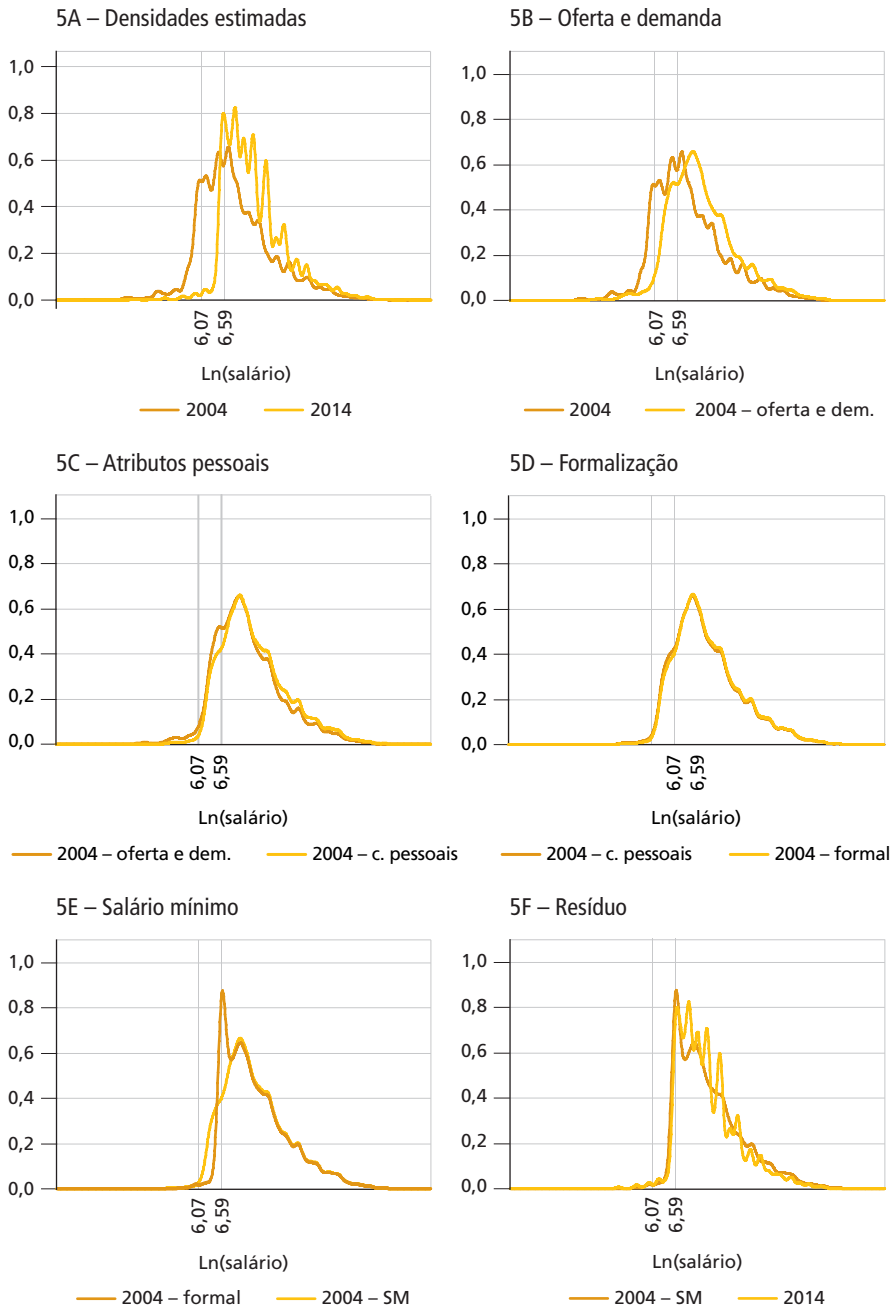 5A – Densidades estimadas
1,0
0,8
0,6
0,4
0,2
0,0
6,07
6,59
Ln(salário)
2004
2014
5B – Oferta e demanda
1,0
0,8
0,6
0,4
0,2
0,0
6,07
6,59
Ln(salário)
2004
2004 – oferta e dem.
5C – Atributos pessoais
1,0
0,8
0,6
0,4
0,2
0,0
6,07
6,59
Ln(salário)
2004 – oferta e dem.
2004 – c. pessoais
5D – Formalização
1,0
0,8
0,6
0,4
0,2
0,0
6,07
6,59
Ln(salário)
2004 – c. pessoais
2004 – formal
5E – Salário mínimo
1,0
0,8
0,6
0,4
0,2
0,0
6,07
6,59
Ln(salário)
2004 – formal
2004 – SM
5F – Resíduo
1,0
0,8
0,6
0,4
0,2
0,0
6,07
6,59
Ln(salário)
2004 – SM
2014